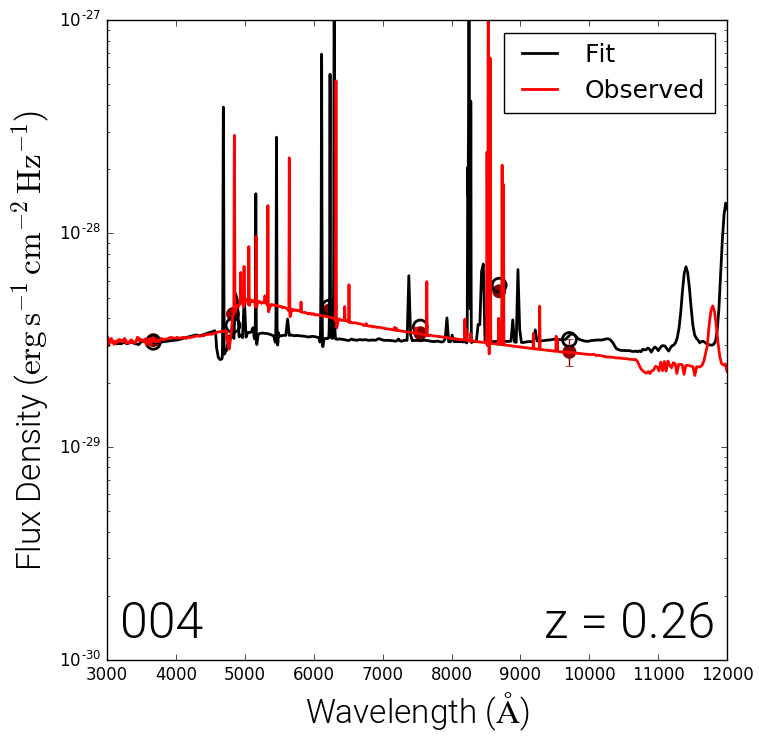 10^-27
10^-28
10^-29
10^-30
Flux Density (erg s^-1 cm^-2 Hz^-1)
Fit
Observed
004
z = 0.26
3000 4000 5000 6000 7000 8000 9000 10000 11000 12000
Wavelength (Å)